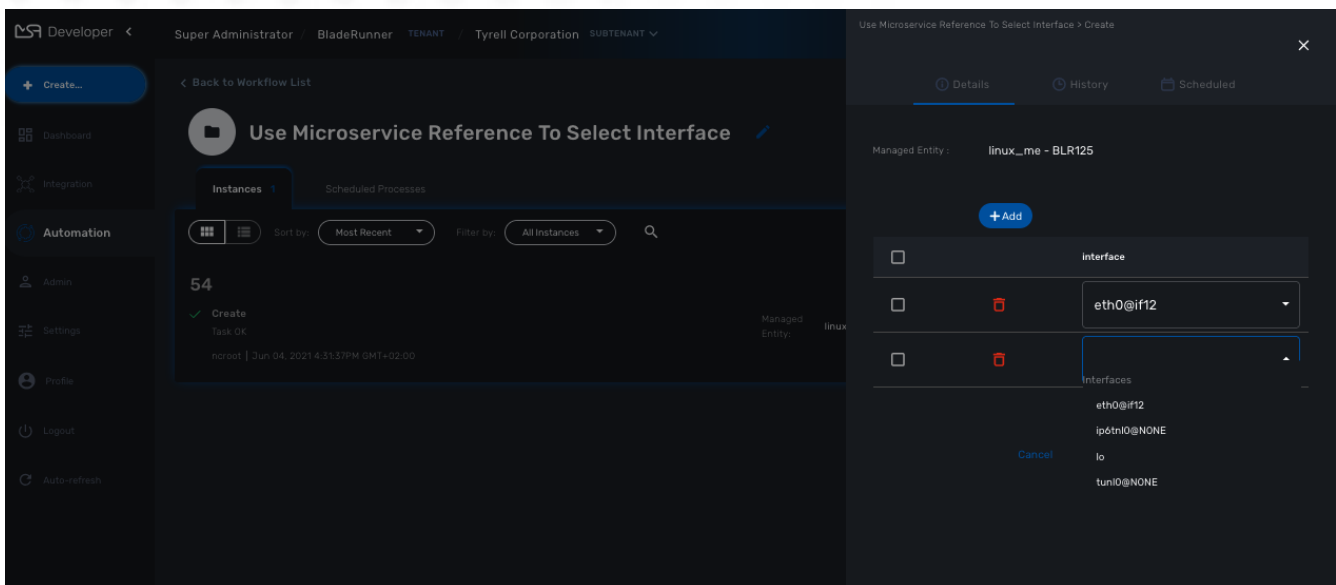 MSA Developer
Super Administrator / BladeRunner TENANT / Tyrell Corporation SUBTENANT
Use Microservice Reference To Select Interface > Create
+ Create...
Dashboard
Integration
Automation
Admin
Settings
Profile
Logout
Auto-refresh
< Back to Workflow List
Use Microservice Reference To Select Interface
Instances 1
Scheduled Processes
Sort by: Most Recent
Filter by: All Instances
54
Create
Task OK
ncroot | Jun 04, 2021 4:31:37PM GMT+02:00
Managed
Entity:
linux
Details
History
Scheduled
Managed Entity :
linux_me - BLR125
+ Add
interface
eth0@if12
Interfaces
eth0@if12
ip6tnl0@NONE
lo
tunl0@NONE
Cancel